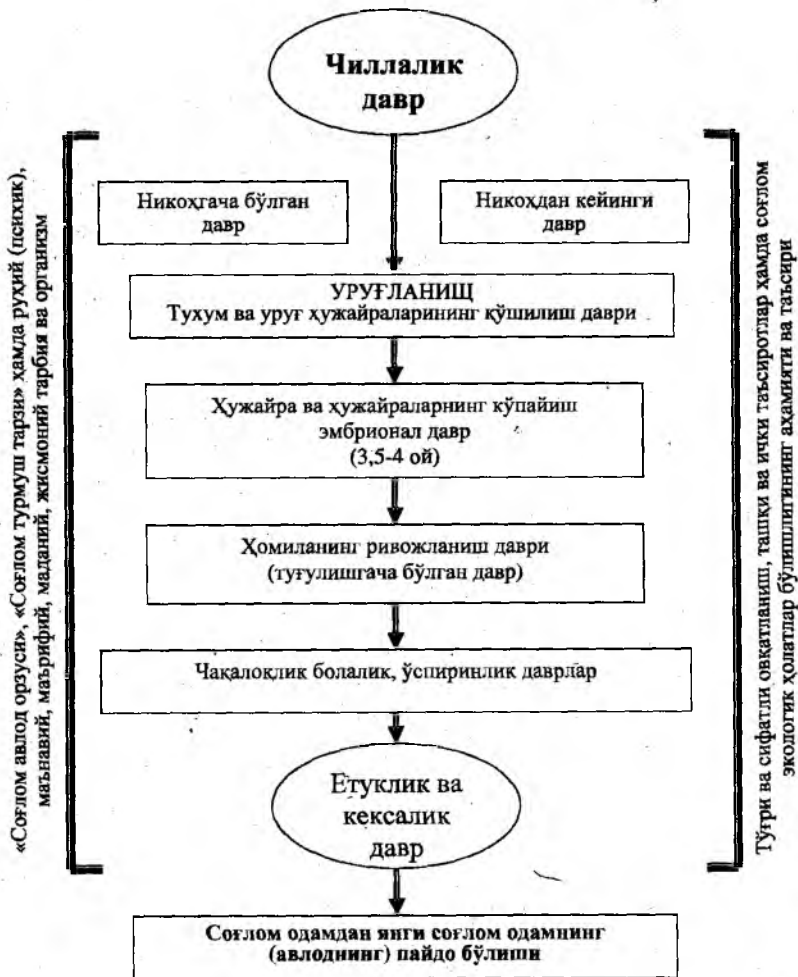 Чиллалик
давр
Никоҳгача бўлган
давр
Никоҳдан кейинги
давр
УРУҒЛАНИЩ
Тухум ва уруғ ҳужайраларининг қўшилиш даври
Ҳужайра ва ҳужайраларнинг кўпайиш
эмбрионал давр
(3,5-4 ой)
Ҳомиланинг ривожланиш даври
(туғулишгача бўлган давр)
Чақалоқлик болалик, ўспиринлик даврлар
Етуклик ва
кексалик
давр
Соғлом одамдан янги соғлом одамнинг
(авлоднинг) пайдо бўлиши
«Соғлом авлод орзуси», «Соғлом турмуш тарзи» ҳамда руҳий (психик),
маънавий, маърифий, маданий, жисмоний тарбия ва организм
Тўғри ва сифатли овқатланиш, ташқи ва ички таъсиротлар ҳамда соғлом
экологик ҳолатлар бўлишлигининг аҳамияти ва таъсири